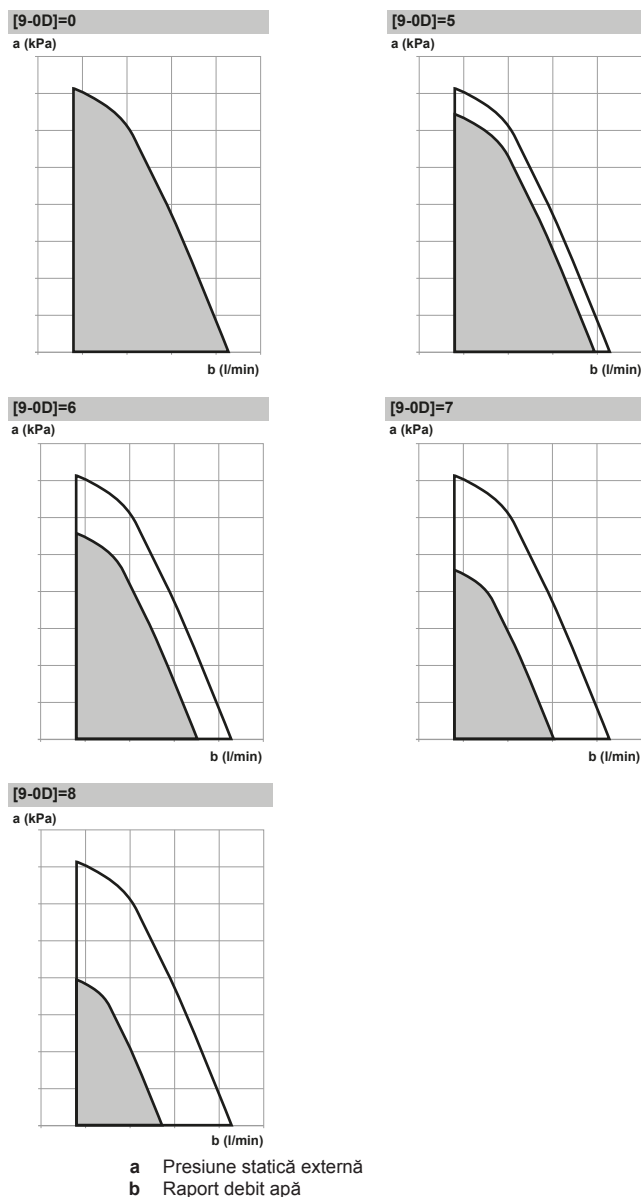 [9-0D]=0
a (kPa)
b (l/min)
[9-0D]=5
a (kPa)
b (l/min)
[9-0D]=6
a (kPa)
b (l/min)
[9-0D]=7
a (kPa)
b (l/min)
[9-0D]=8
a (kPa)
b (l/min)
a Presiune statică externă
b Raport debit apă